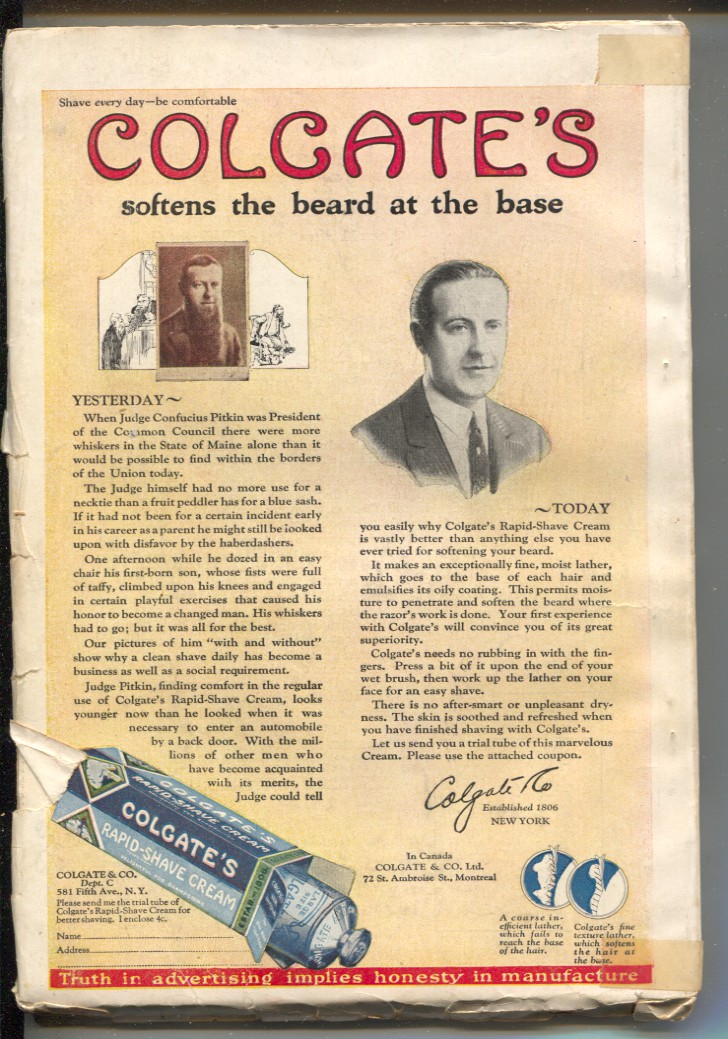 Shave every day—be comfortable
COLGATE'S
softens the beard at the base
YESTERDAY~
When Judge Confucius Pitkin was President
of the Common Council there were more
whiskers in the State of Maine alone than it
would be possible to find within the borders
of the Union today.
The Judge himself had no more use for a
necktie than a fruit peddler has for a blue sash.
If it had not been for a certain incident early
in his career as a parent he might still be looked
upon with disfavor by the haberdashers.
One afternoon while he dozed in an easy
chair his first-born son, whose fists were full
of taffy, climbed upon his knees and engaged
in certain playful exercises that caused his
honor to become a changed man. His whiskers
had to go; but it was all for the best.
Our pictures of him "with and without"
show why a clean shave daily has become a
business as well as a social requirement.
Judge Pitkin, finding comfort in the regular
use of Colgate's Rapid-Shave Cream, looks
younger now than he looked when it was
necessary to enter an automobile
by a back door. With the mil-
lions of other men who
have become acquainted
with its merits, the
Judge could tell
~TODAY
you easily why Colgate's Rapid-Shave Cream
is vastly better than anything else you have
ever tried for softening your beard.
It makes an exceptionally fine, moist lather,
which goes to the base of each hair and
emulsifies its oily coating. This permits mois-
ture to penetrate and soften the beard where
the razor's work is done. Your first experience
with Colgate's will convince you of its great
superiority.
Colgate's needs no rubbing in with the fin-
gers. Press a bit of it upon the end of your
wet brush, then work up the lather on your
face for an easy shave.
There is no after-smart or unpleasant dry-
ness. The skin is soothed and refreshed when
you have finished shaving with Colgate's.
Let us send you a trial tube of this marvelous
Cream. Please use the attached coupon.
Colgate & Co
Established 1806
NEW YORK
In Canada
COLGATE & CO. Ltd.
72 St. Ambroise St., Montreal
COLGATE'S
RAPID-SHAVE CREAM
COLGATE'S
RAPID-SHAVE CREAM
ESTAB. 1806
COLGATE & CO.
Dept. C
581 Fifth Ave., N. Y.
Please send me the trial tube of
Colgate's Rapid-Shave Cream for
better shaving. I enclose 4c.
Name
Address
A coarse in-
efficient lather,
which fails to
reach the base
of the hair.
Colgate's fine
texture lather,
which softens
the hair at
the base.
Truth in advertising implies honesty in manufacture